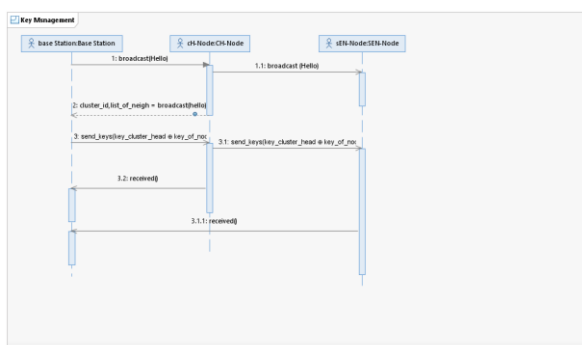 Key Management
base Station:Base Station
cH-Node:CH-Node
sEN-Node:SEN-Node
1: broadcast(Hello)
1.1: broadcast (Hello)
2: cluster_id,list_of_neigh = broadcast(hello)
3: send_keys(key_cluster_head ⊕ key_of_noc
3.1: send_keys(key_cluster_head ⊕ key_of_noc
3.2: received()
3.1.1: received()